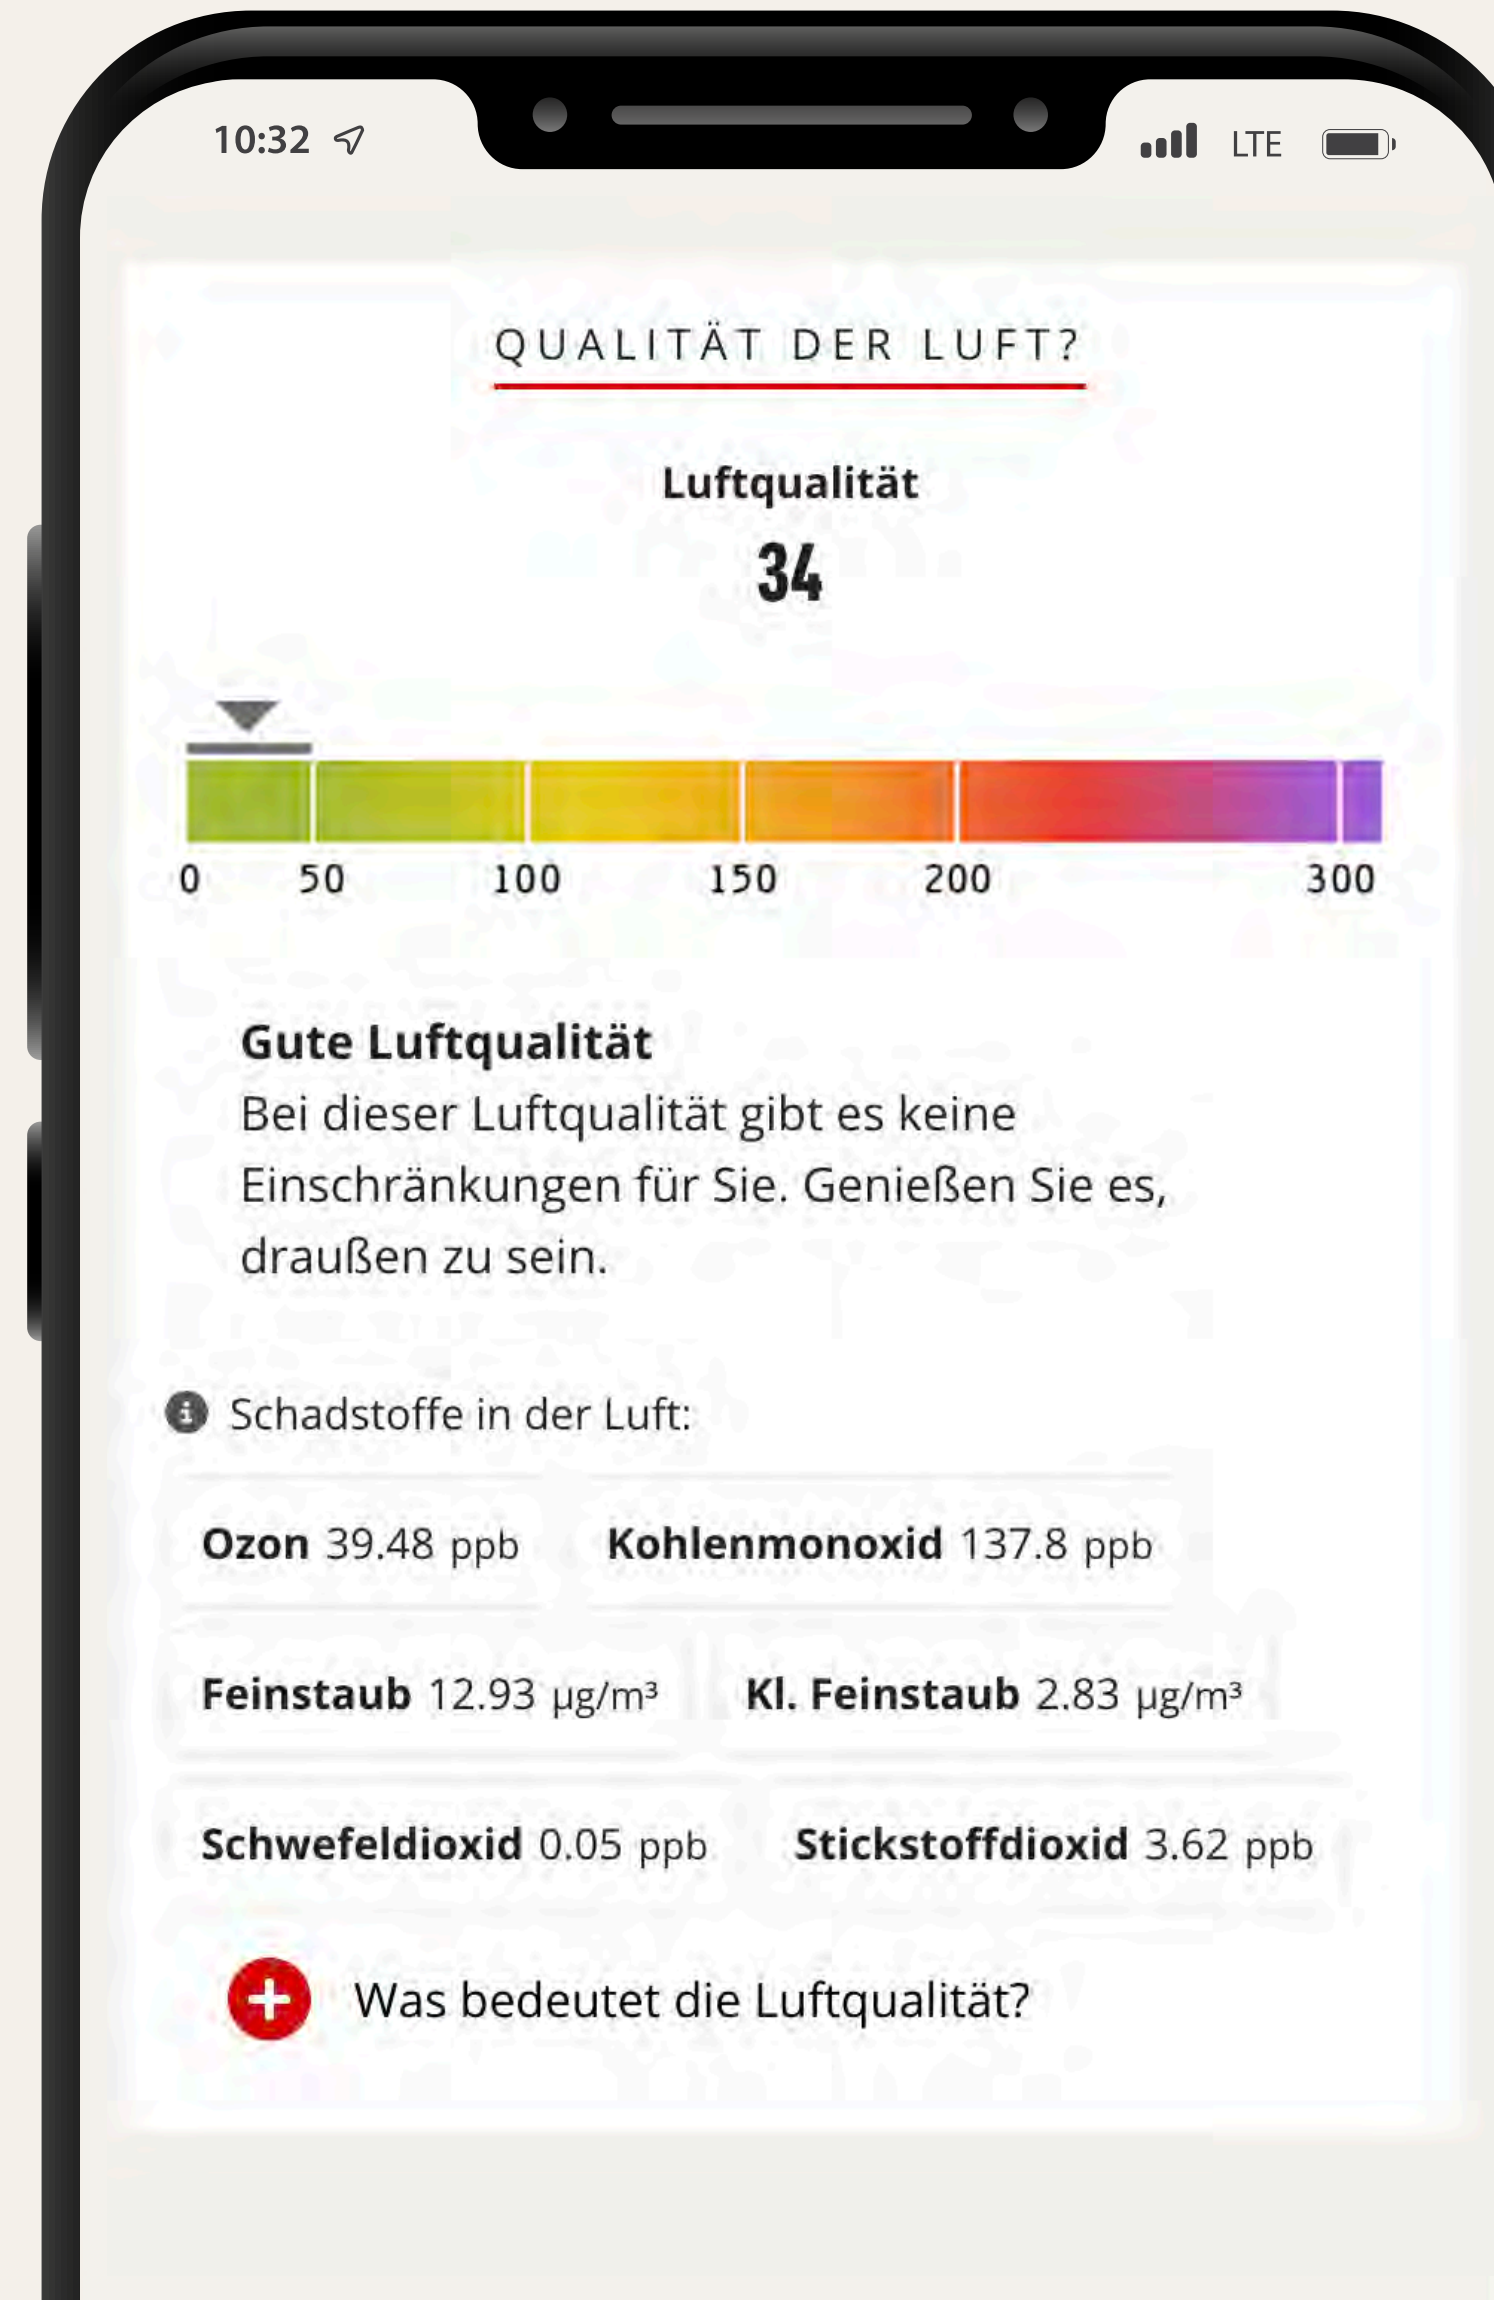 10:32
LTE
QUALITÄT DER LUFT?
Luftqualität
34
0 50 100 150 200 300
Gute Luftqualität
Bei dieser Luftqualität gibt es keine
Einschränkungen für Sie. Genießen Sie es,
draußen zu sein.
Schadstoffe in der Luft:
Ozon 39.48 ppb Kohlenmonoxid 137.8 ppb
Feinstaub 12.93 µg/m³ Kl. Feinstaub 2.83 µg/m³
Schwefeldioxid 0.05 ppb Stickstoffdioxid 3.62 ppb
Was bedeutet die Luftqualität?